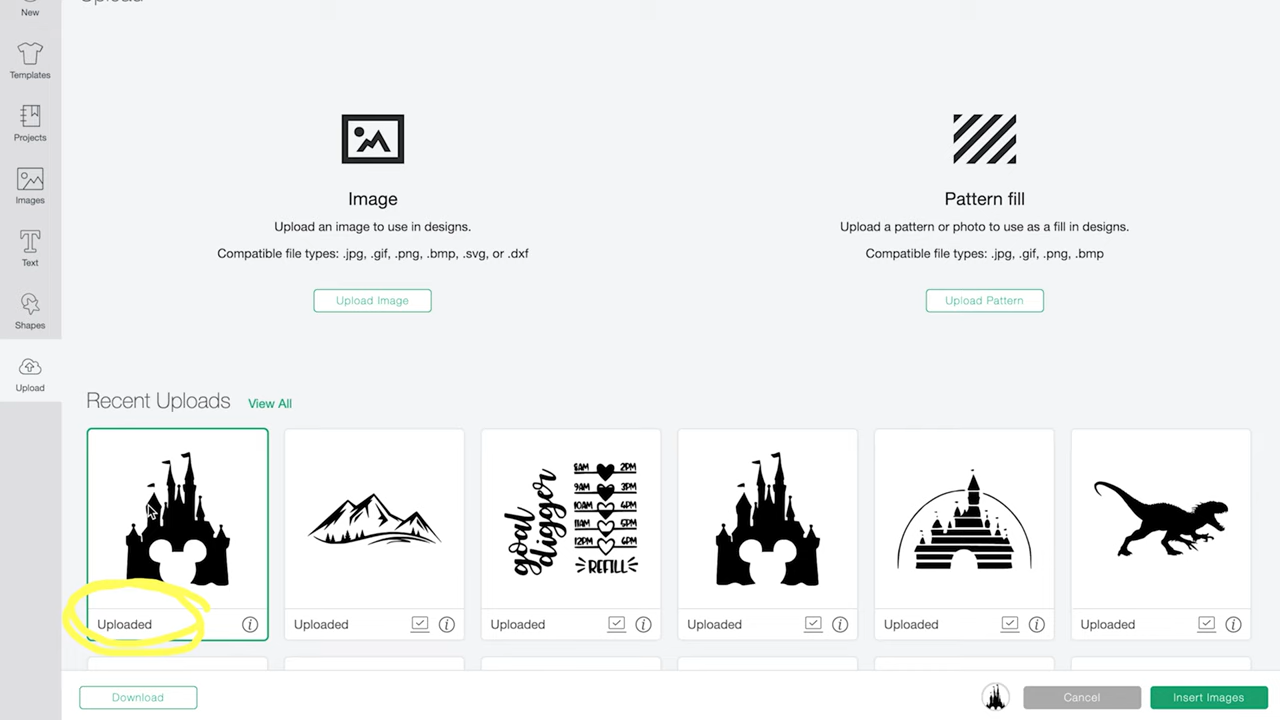 Upload
New
Templates
Projects
Images
Text
Shapes
Upload
Image
Upload an image to use in designs.
Compatible file types: .jpg, .gif, .png, .bmp, .svg, or .dxf
Upload Image
Pattern fill
Upload a pattern or photo to use as a fill in designs.
Compatible file types: .jpg, .gif, .png, .bmp
Upload Pattern
Recent Uploads View All
goal
digger
8AM 2PM
9AM 3PM
10AM 4PM
11AM 5PM
12PM 6PM
REFILL
Uploaded
Uploaded
Uploaded
Uploaded
Uploaded
Uploaded
Download
Cancel
Insert Images